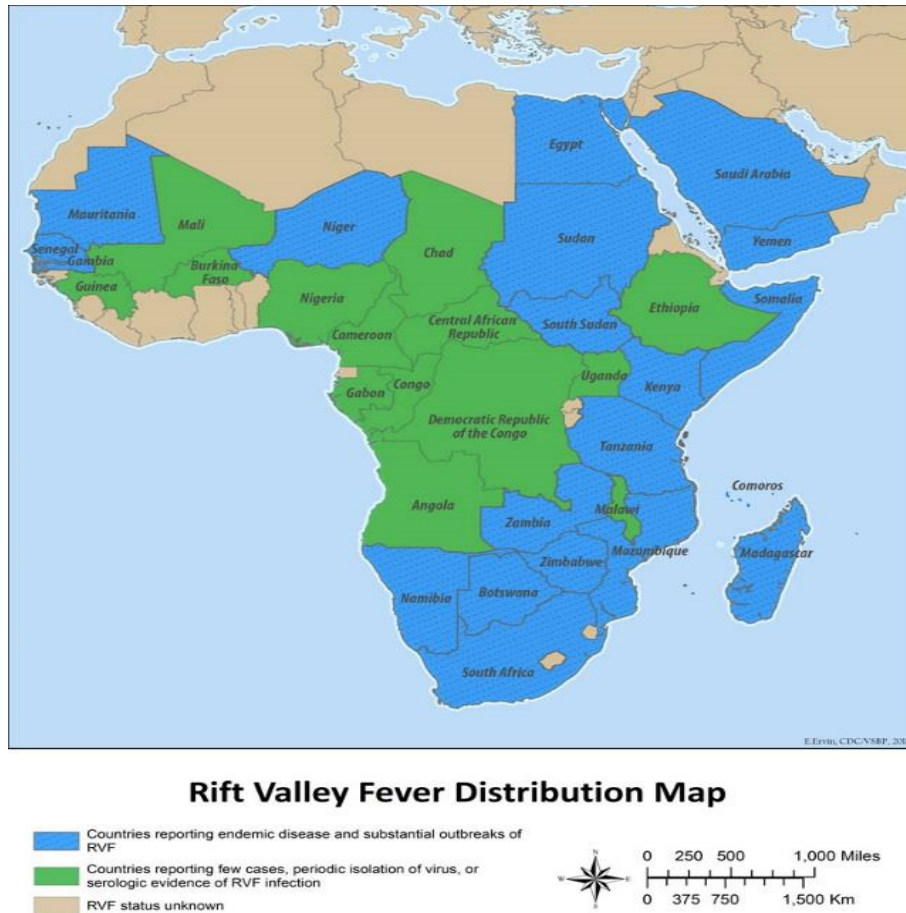 Egypt
Saudi Arabia
Mauritania
Mali
Niger
Chad
Sudan
Yemen
Senegal
Gambia
Burkina
Faso
Guinea
Nigeria
Ethiopia
Somalia
South Sudan
Central African
Republic
Cameroon
Uganda
Kenya
Gabon
Congo
Democratic Republic
of the Congo
Tanzania
Comoros
Angola
Malawi
Zambia
Mozambique
Madagascar
Zimbabwe
Namibia
Botswana
South Africa
E.Ervin, CDC/VSPB, 201
Rift Valley Fever Distribution Map
Countries reporting endemic disease and substantial outbreaks of
RVF
Countries reporting few cases, periodic isolation of virus, or
serologic evidence of RVF infection
RVF status unknown
N
W E
S
0 250 500 1,000 Miles
0 375 750 1,500 Km